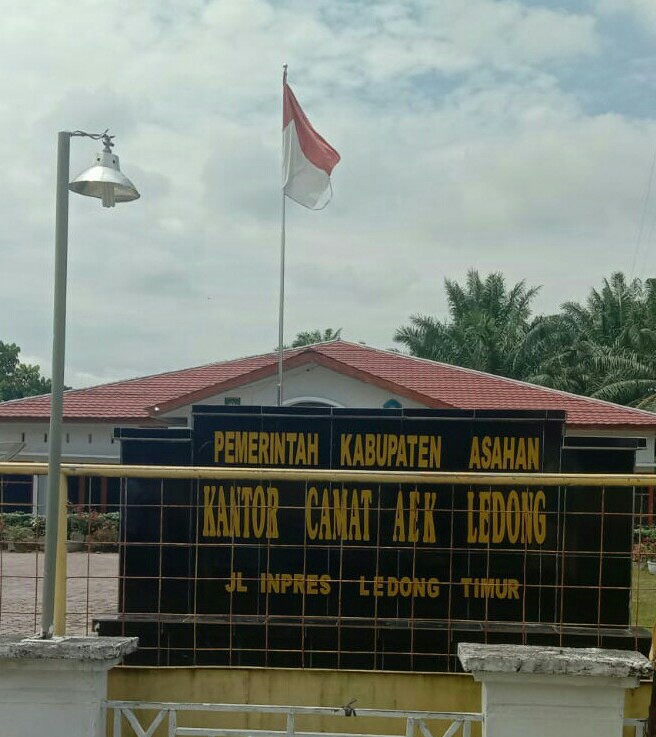 PEMERINTAH KABUPATEN ASAHAN
KANTOR CAMAT AEK LEDONG
JL INPRES LEDONG TIMUR